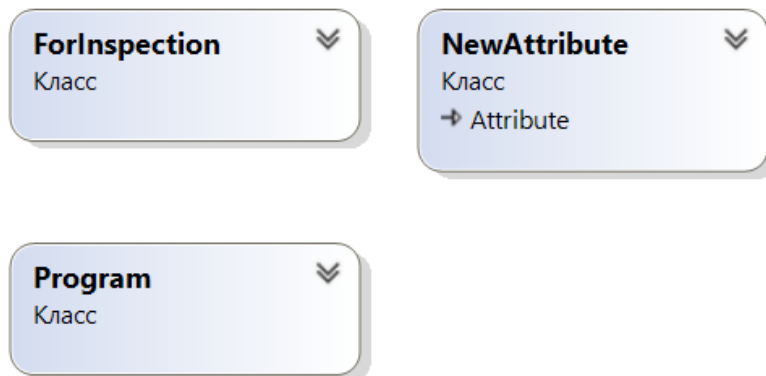 ForInspection
Класс
NewAttribute
Класс
Attribute
Program
Класс